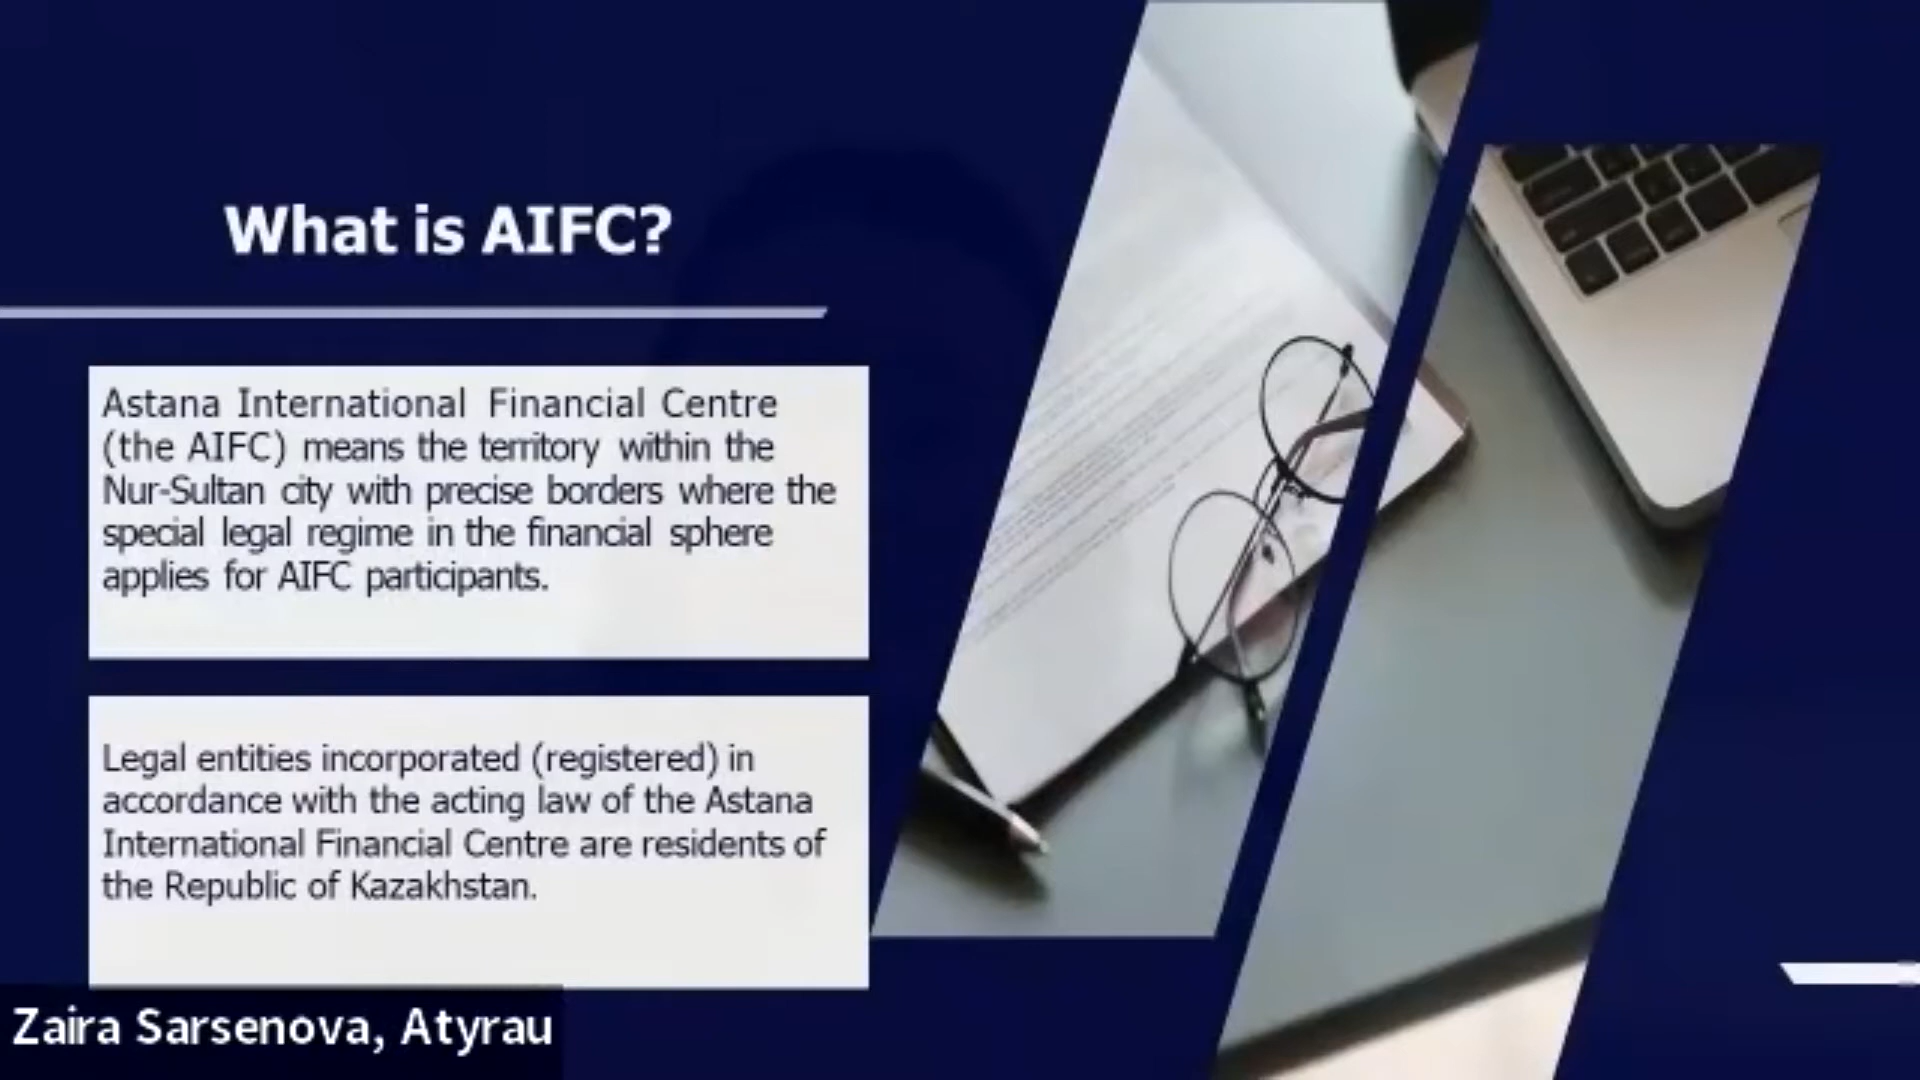 What is AIFC?
Astana International Financial Centre
(the AIFC) means the territory within the
Nur-Sultan city with precise borders where the
special legal regime in the financial sphere
applies for AIFC participants.
Legal entities incorporated (registered) in
accordance with the acting law of the Astana
International Financial Centre are residents of
the Republic of Kazakhstan.
Zaira Sarsenova, Atyrau